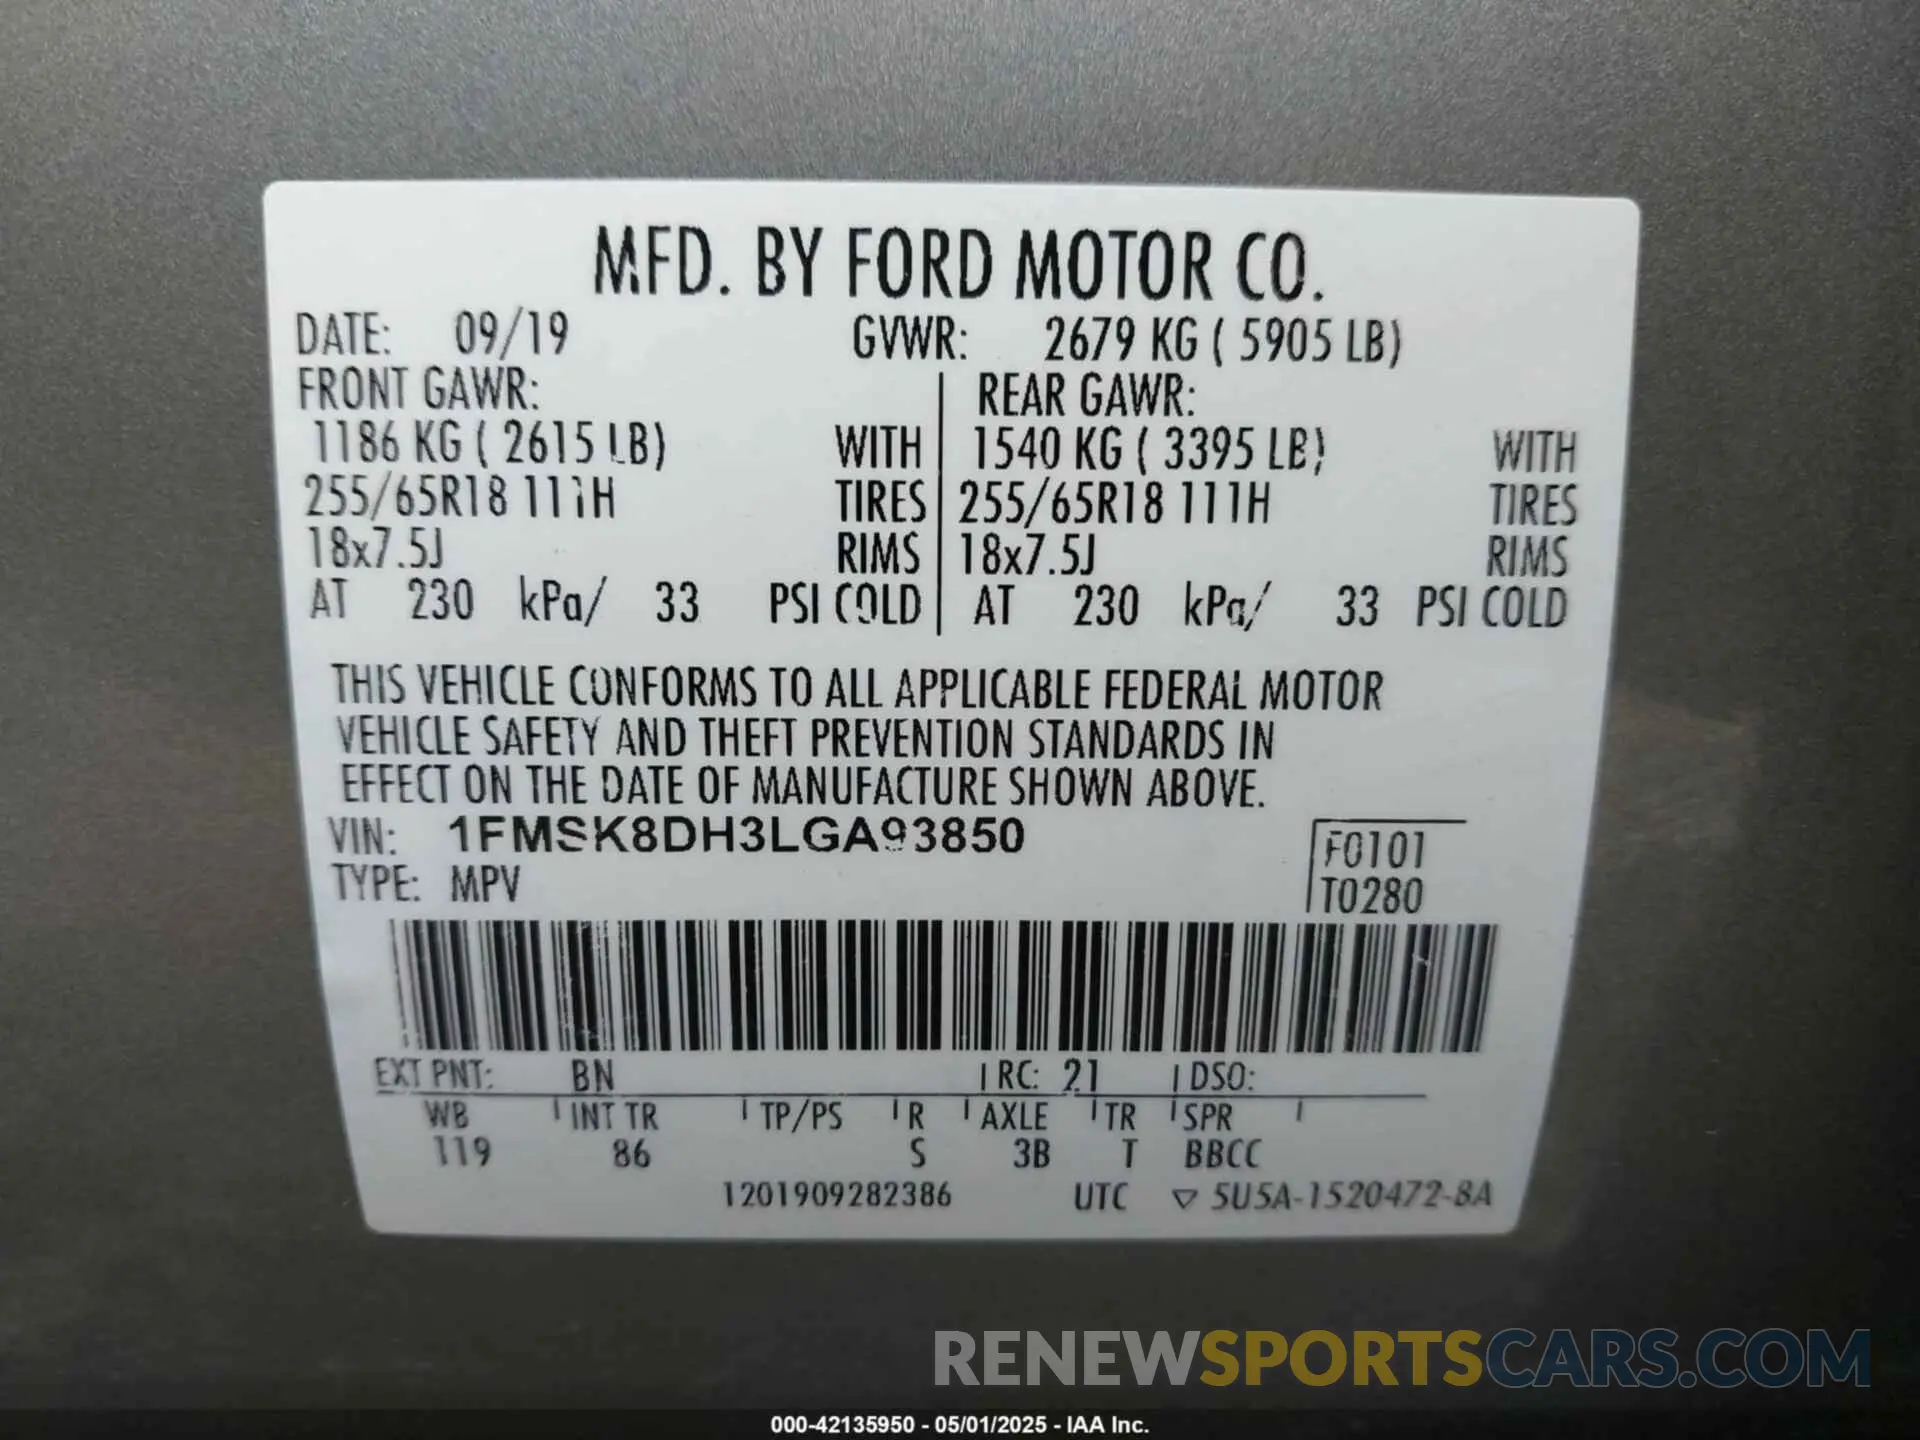 MFD. BY FORD MOTOR CO.
DATE: 09/19 GVWR: 2679 KG ( 5905 LB)
FRONT GAWR: REAR GAWR:
1186 KG ( 2615 LB) WITH 1540 KG ( 3395 LB) WITH
255/65R18 111H TIRES 255/65R18 111H TIRES
18x7.5J RIMS 18x7.5J RIMS
AT 230 kPa/ 33 PSI COLD AT 230 kPa/ 33 PSI COLD
THIS VEHICLE CONFORMS TO ALL APPLICABLE FEDERAL MOTOR
VEHICLE SAFETY AND THEFT PREVENTION STANDARDS IN
EFFECT ON THE DATE OF MANUFACTURE SHOWN ABOVE.
VIN: 1FMSK8DH3LGA93850 F0101
TYPE: MPV T0280
EXT PNT: BN RC: 21 DSO:
WB INT TR TP/PS R AXLE TR SPR
119 86 S 3B T BBCC
1201909282386 UTC ▽ 5U5A-1520472-BA
RENEWSPORTSCARS.COM
000-42135950 - 05/01/2025 - IAA Inc.